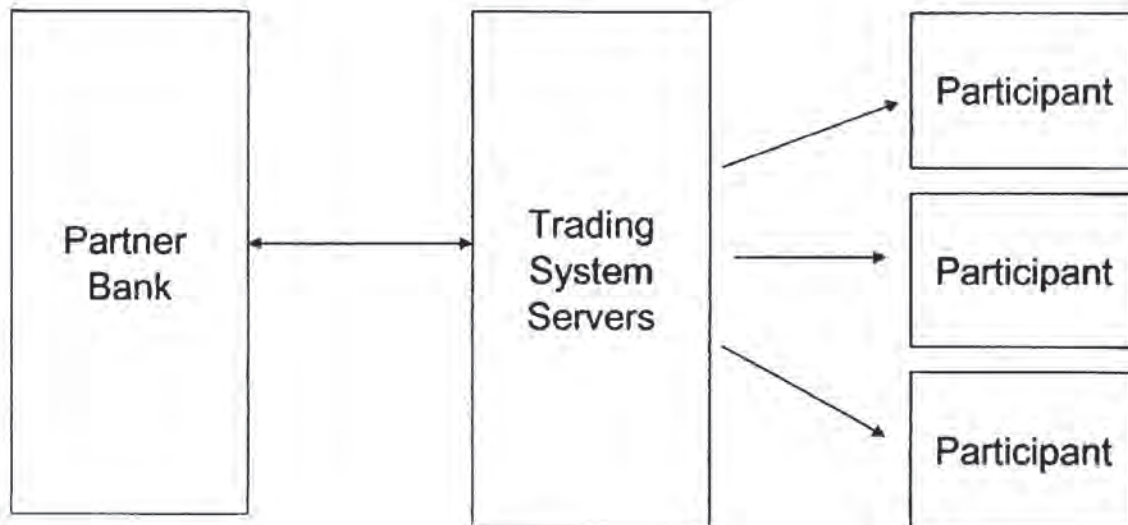 Partner
Bank
Trading
System
Servers
Participant
Participant
Participant